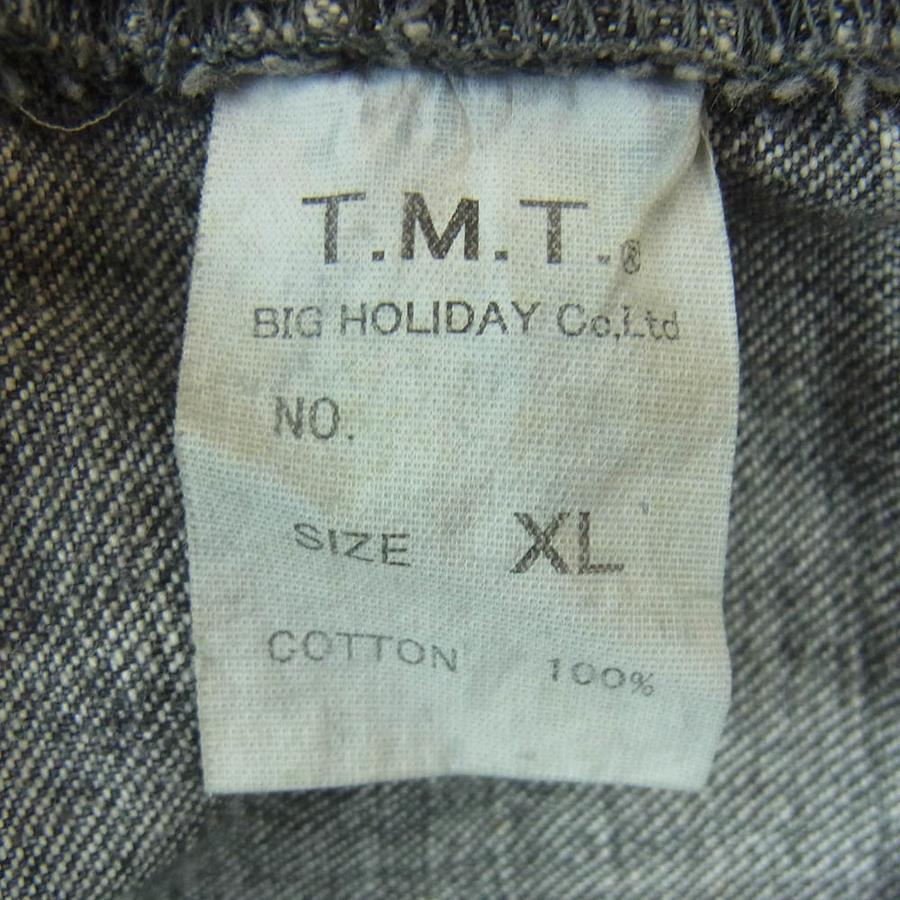 T.M.T.®
BIG HOLIDAY Co,Ltd
NO.
SIZE XL
COTTON 100%